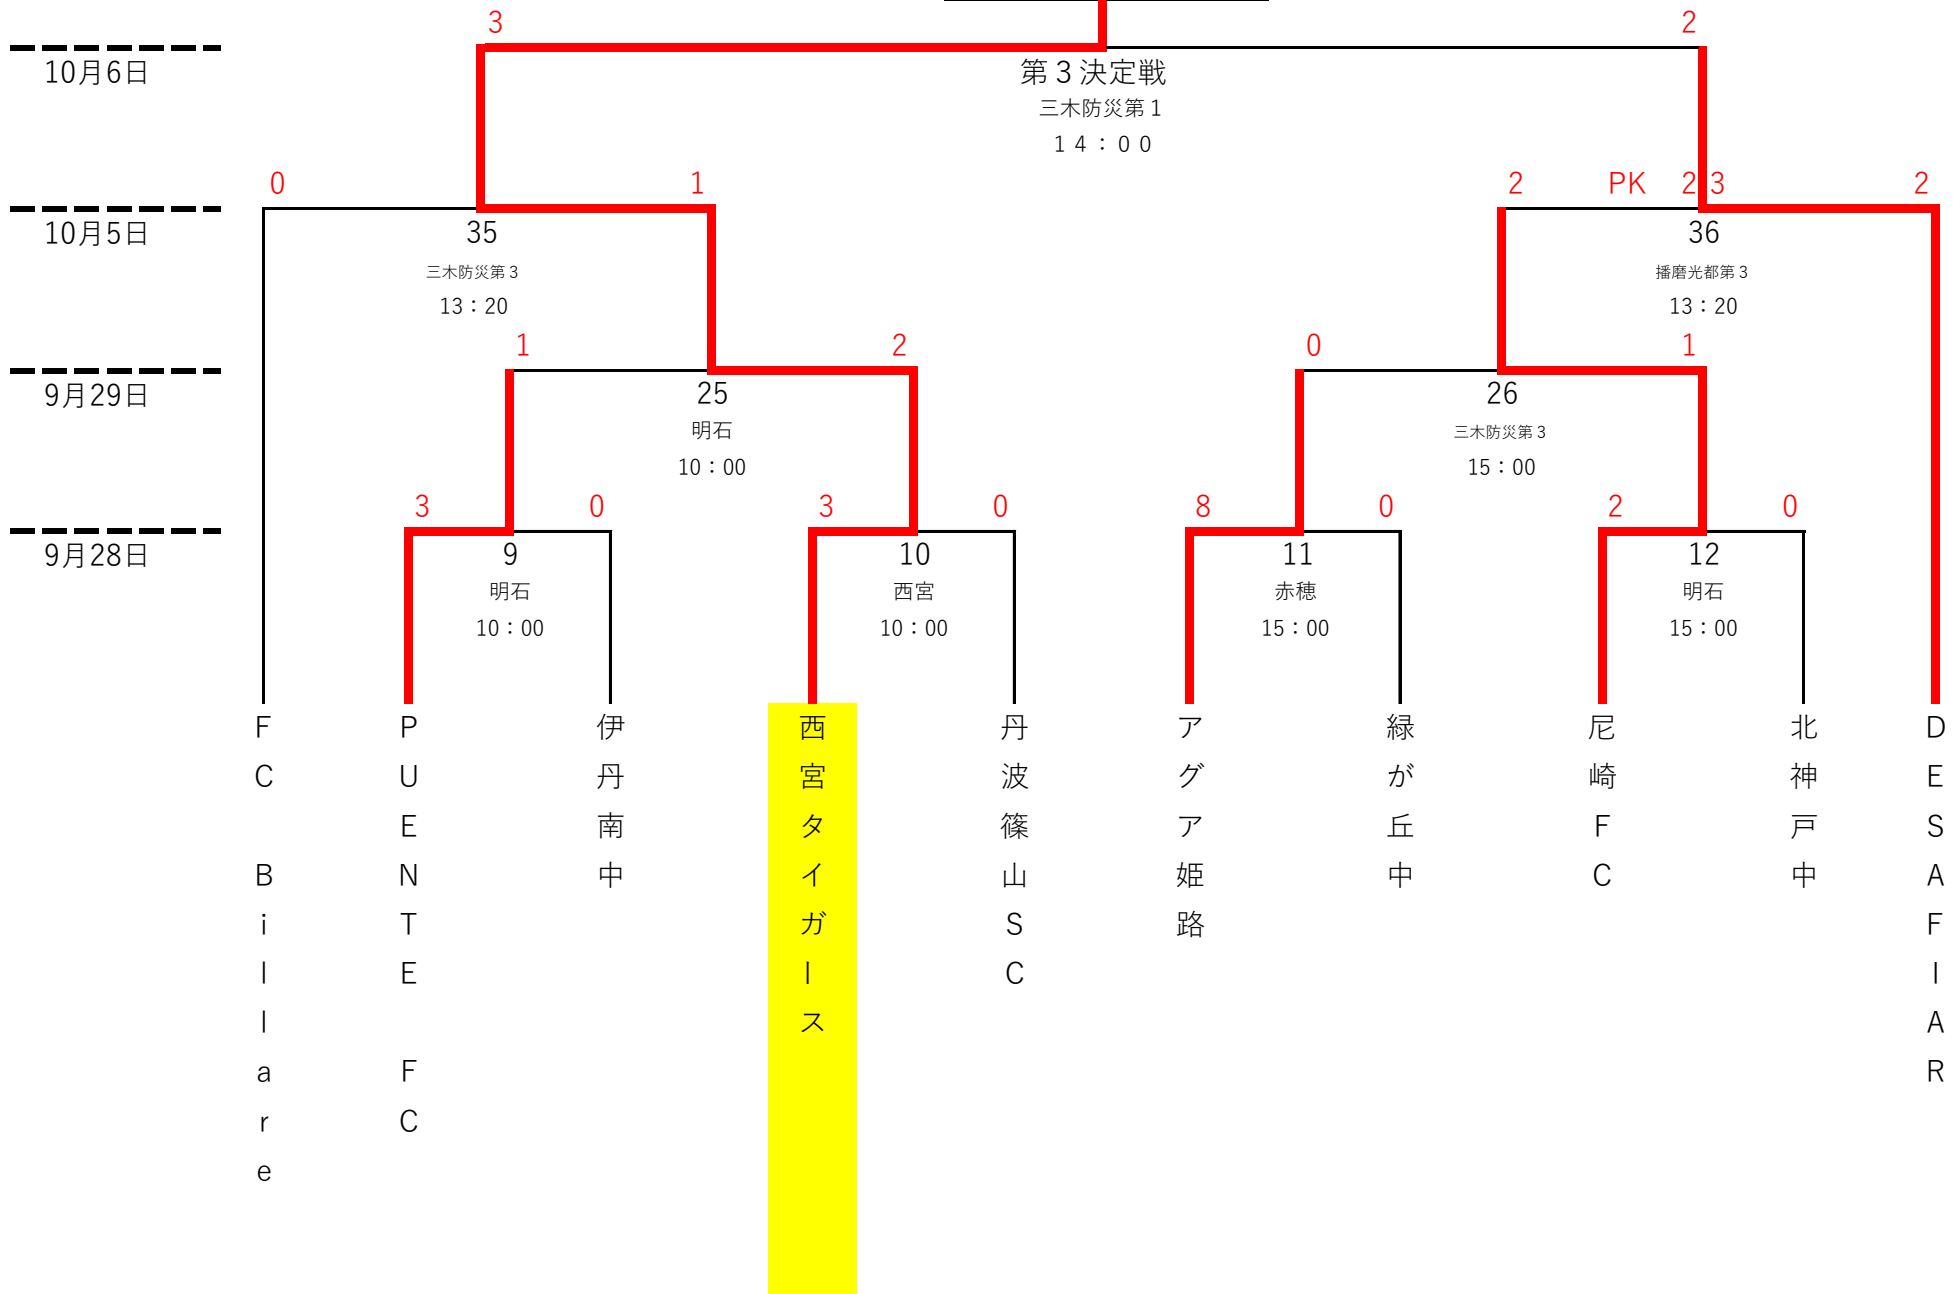 3
2
10月6日
第３決定戦
三木防災第１
１４：００
0
1
2
PK
2
3
2
10月5日
35
36
三木防災第３
播磨光都第３
13：20
13：20
1
2
0
1
9月29日
25
26
明石
三木防災第３
10：00
15：00
3
0
3
0
8
0
2
0
9月28日
9
10
11
12
明石
西宮
赤穂
明石
10：00
10：00
15：00
15：00
FC Billare
PUENTE FC
伊丹南中
西宮タイガース
丹波篠山SC
アグア姫路
緑が丘中
尼崎FC
北神戸中
DESAFIAR